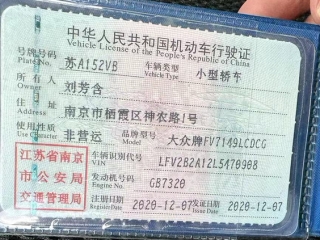 中华人民共和国机动车行驶证
Vehicle License of the People's Republic of China
号牌号码 苏A152VB 车辆类型 小型轿车
Plate No. Vehicle Type
所有人 刘芳含
Owner
住址 南京市栖霞区神农路1号
Address
使用性质 非营运 品牌型号 大众牌FV7149LCDCG
Use Character Model
江苏省南京市公安局交通管理局
车辆识别代号 LFV2B2A12L5470908
VIN
发动机号码 GB7320
Engine No.
注册日期 2020-12-07 发证日期 2020-12-07
Register Date Issue Date